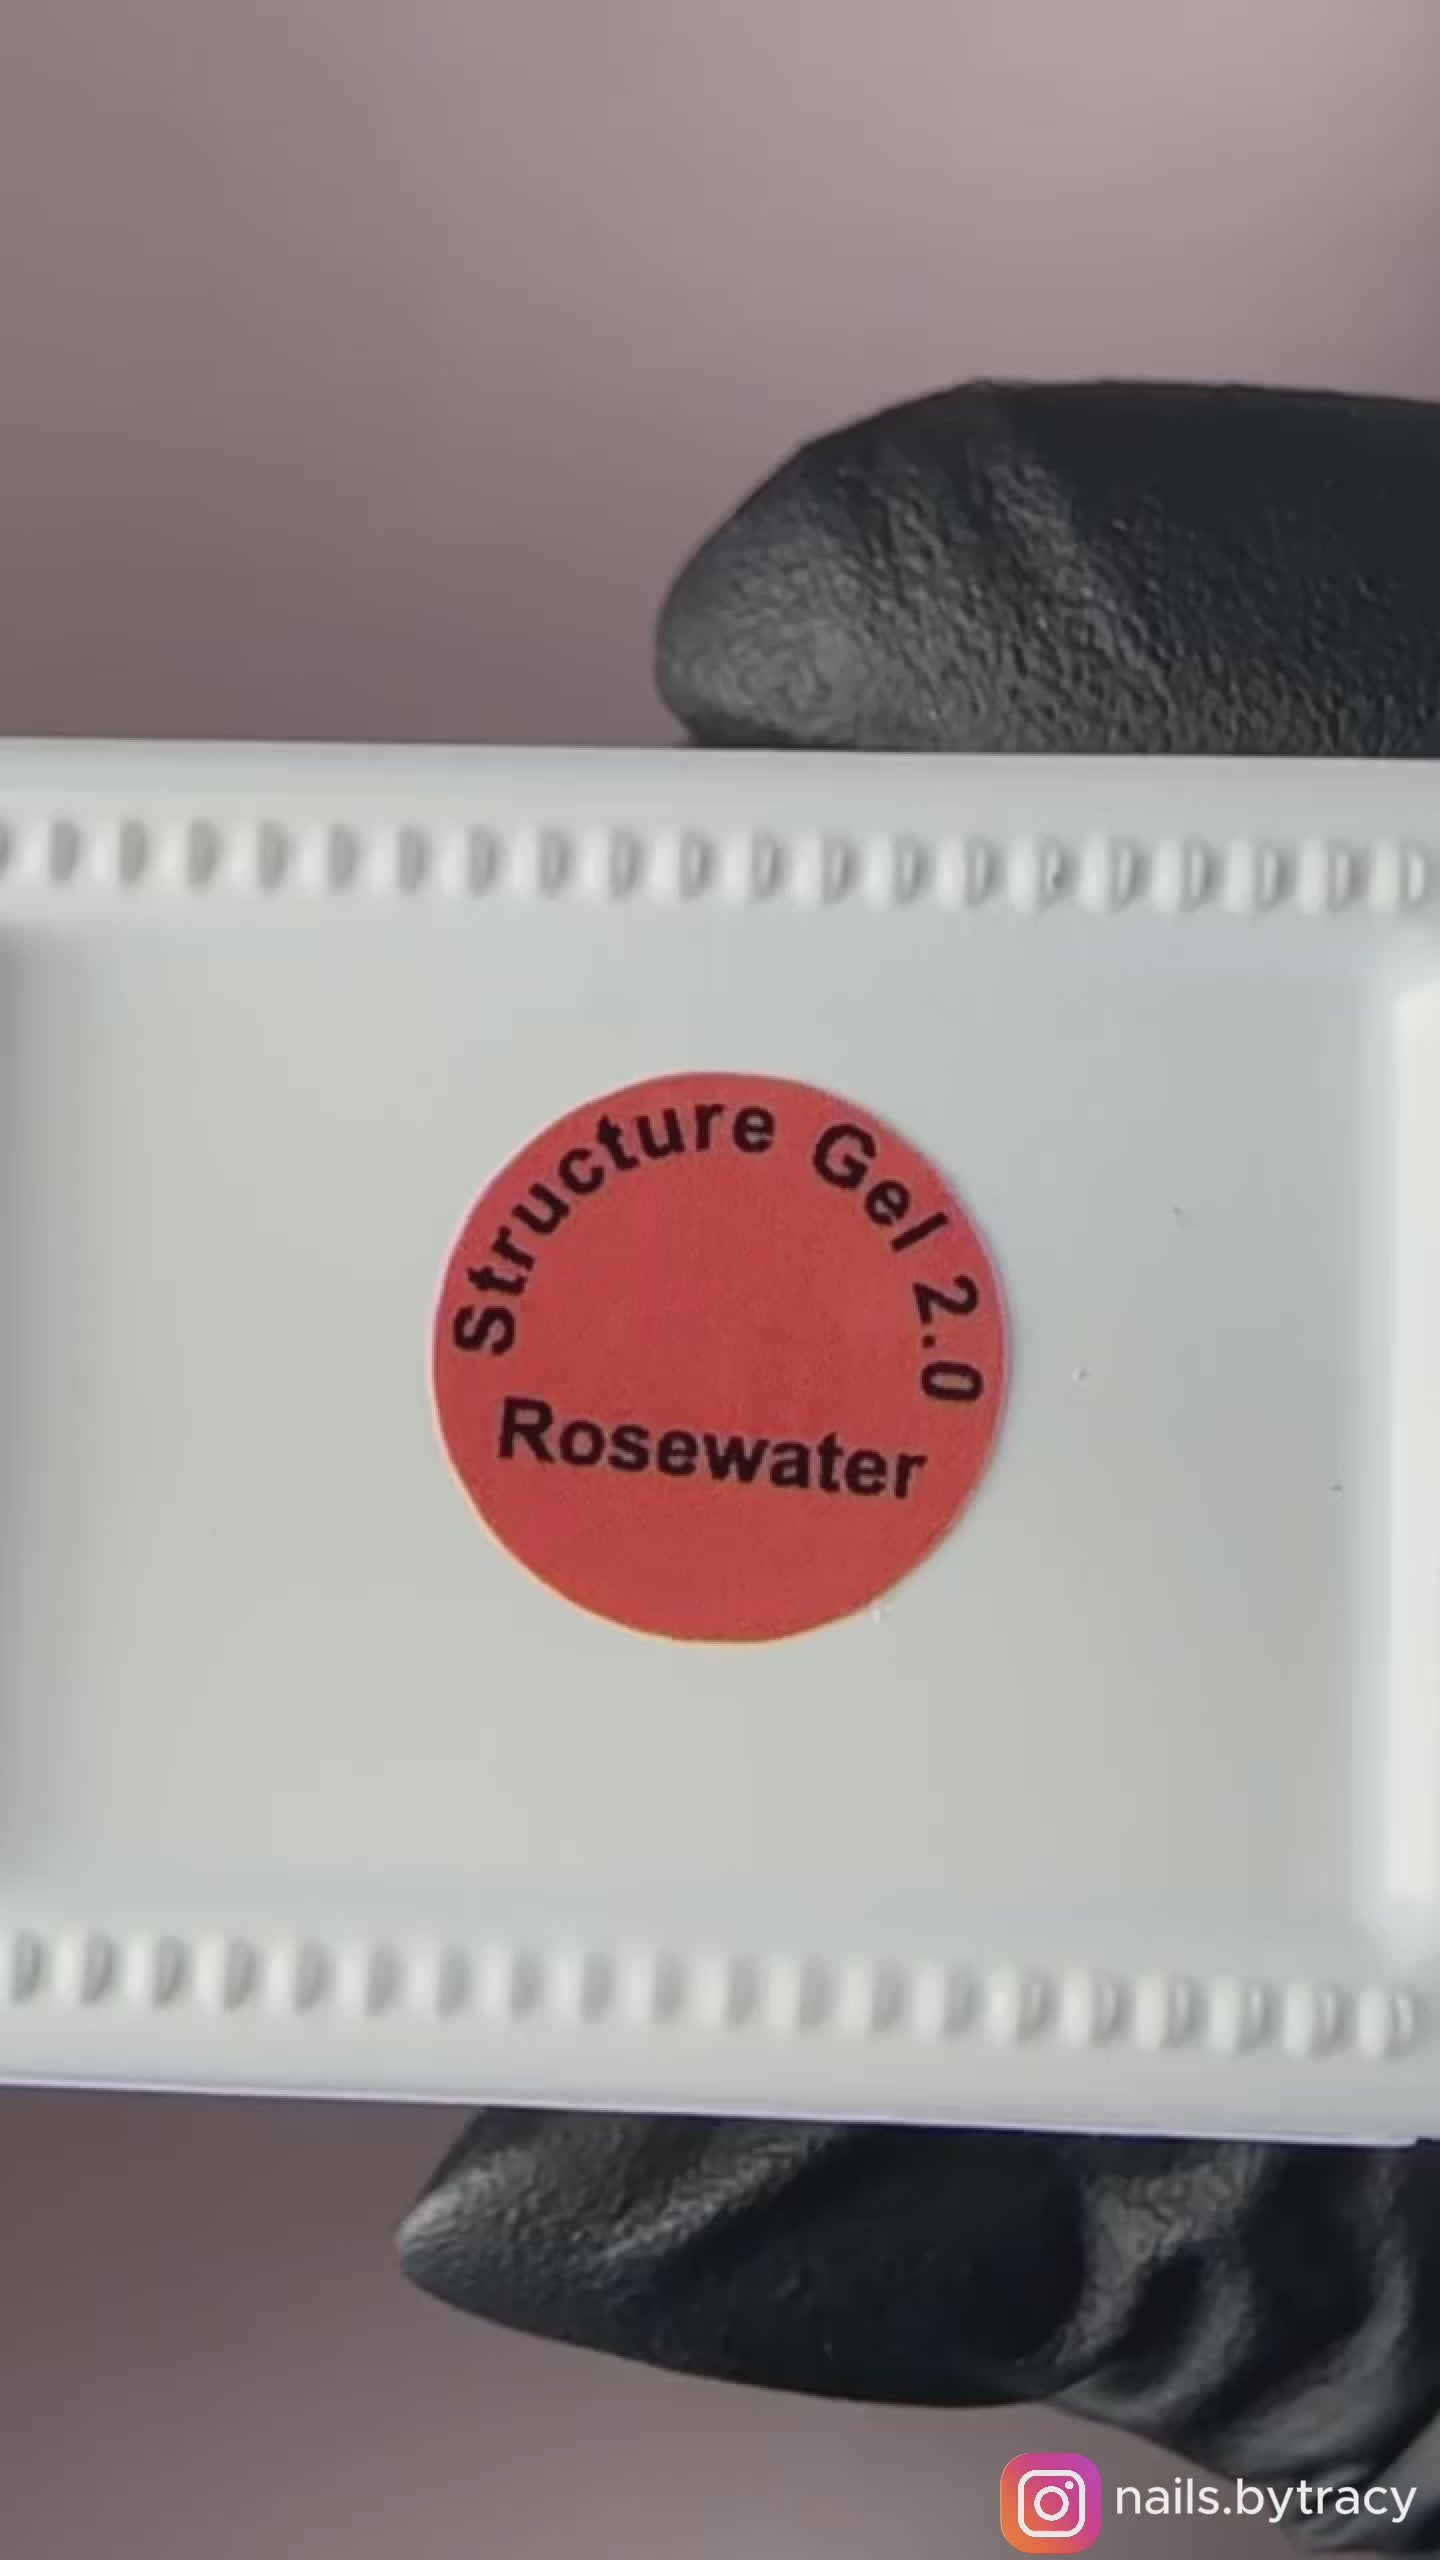 Structure Gel 2.0
Rosewater
nails.bytracy